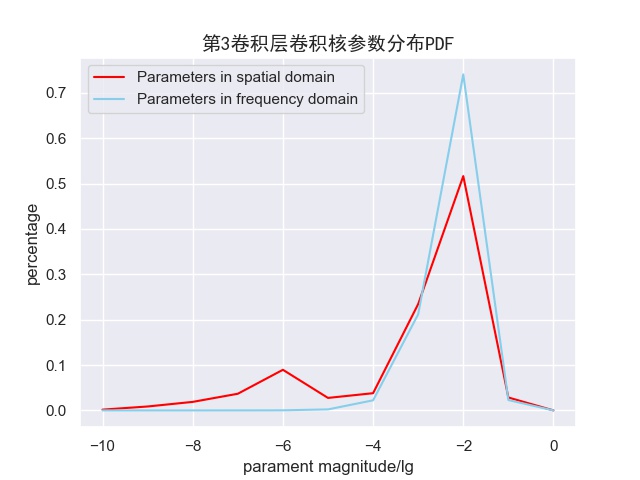 第3卷积层卷积核参数分布PDF
Parameters in spatial domain
Parameters in frequency domain
percentage
0.7
0.6
0.5
0.4
0.3
0.2
0.1
0.0
−10 −8 −6 −4 −2 0
parament magnitude/lg